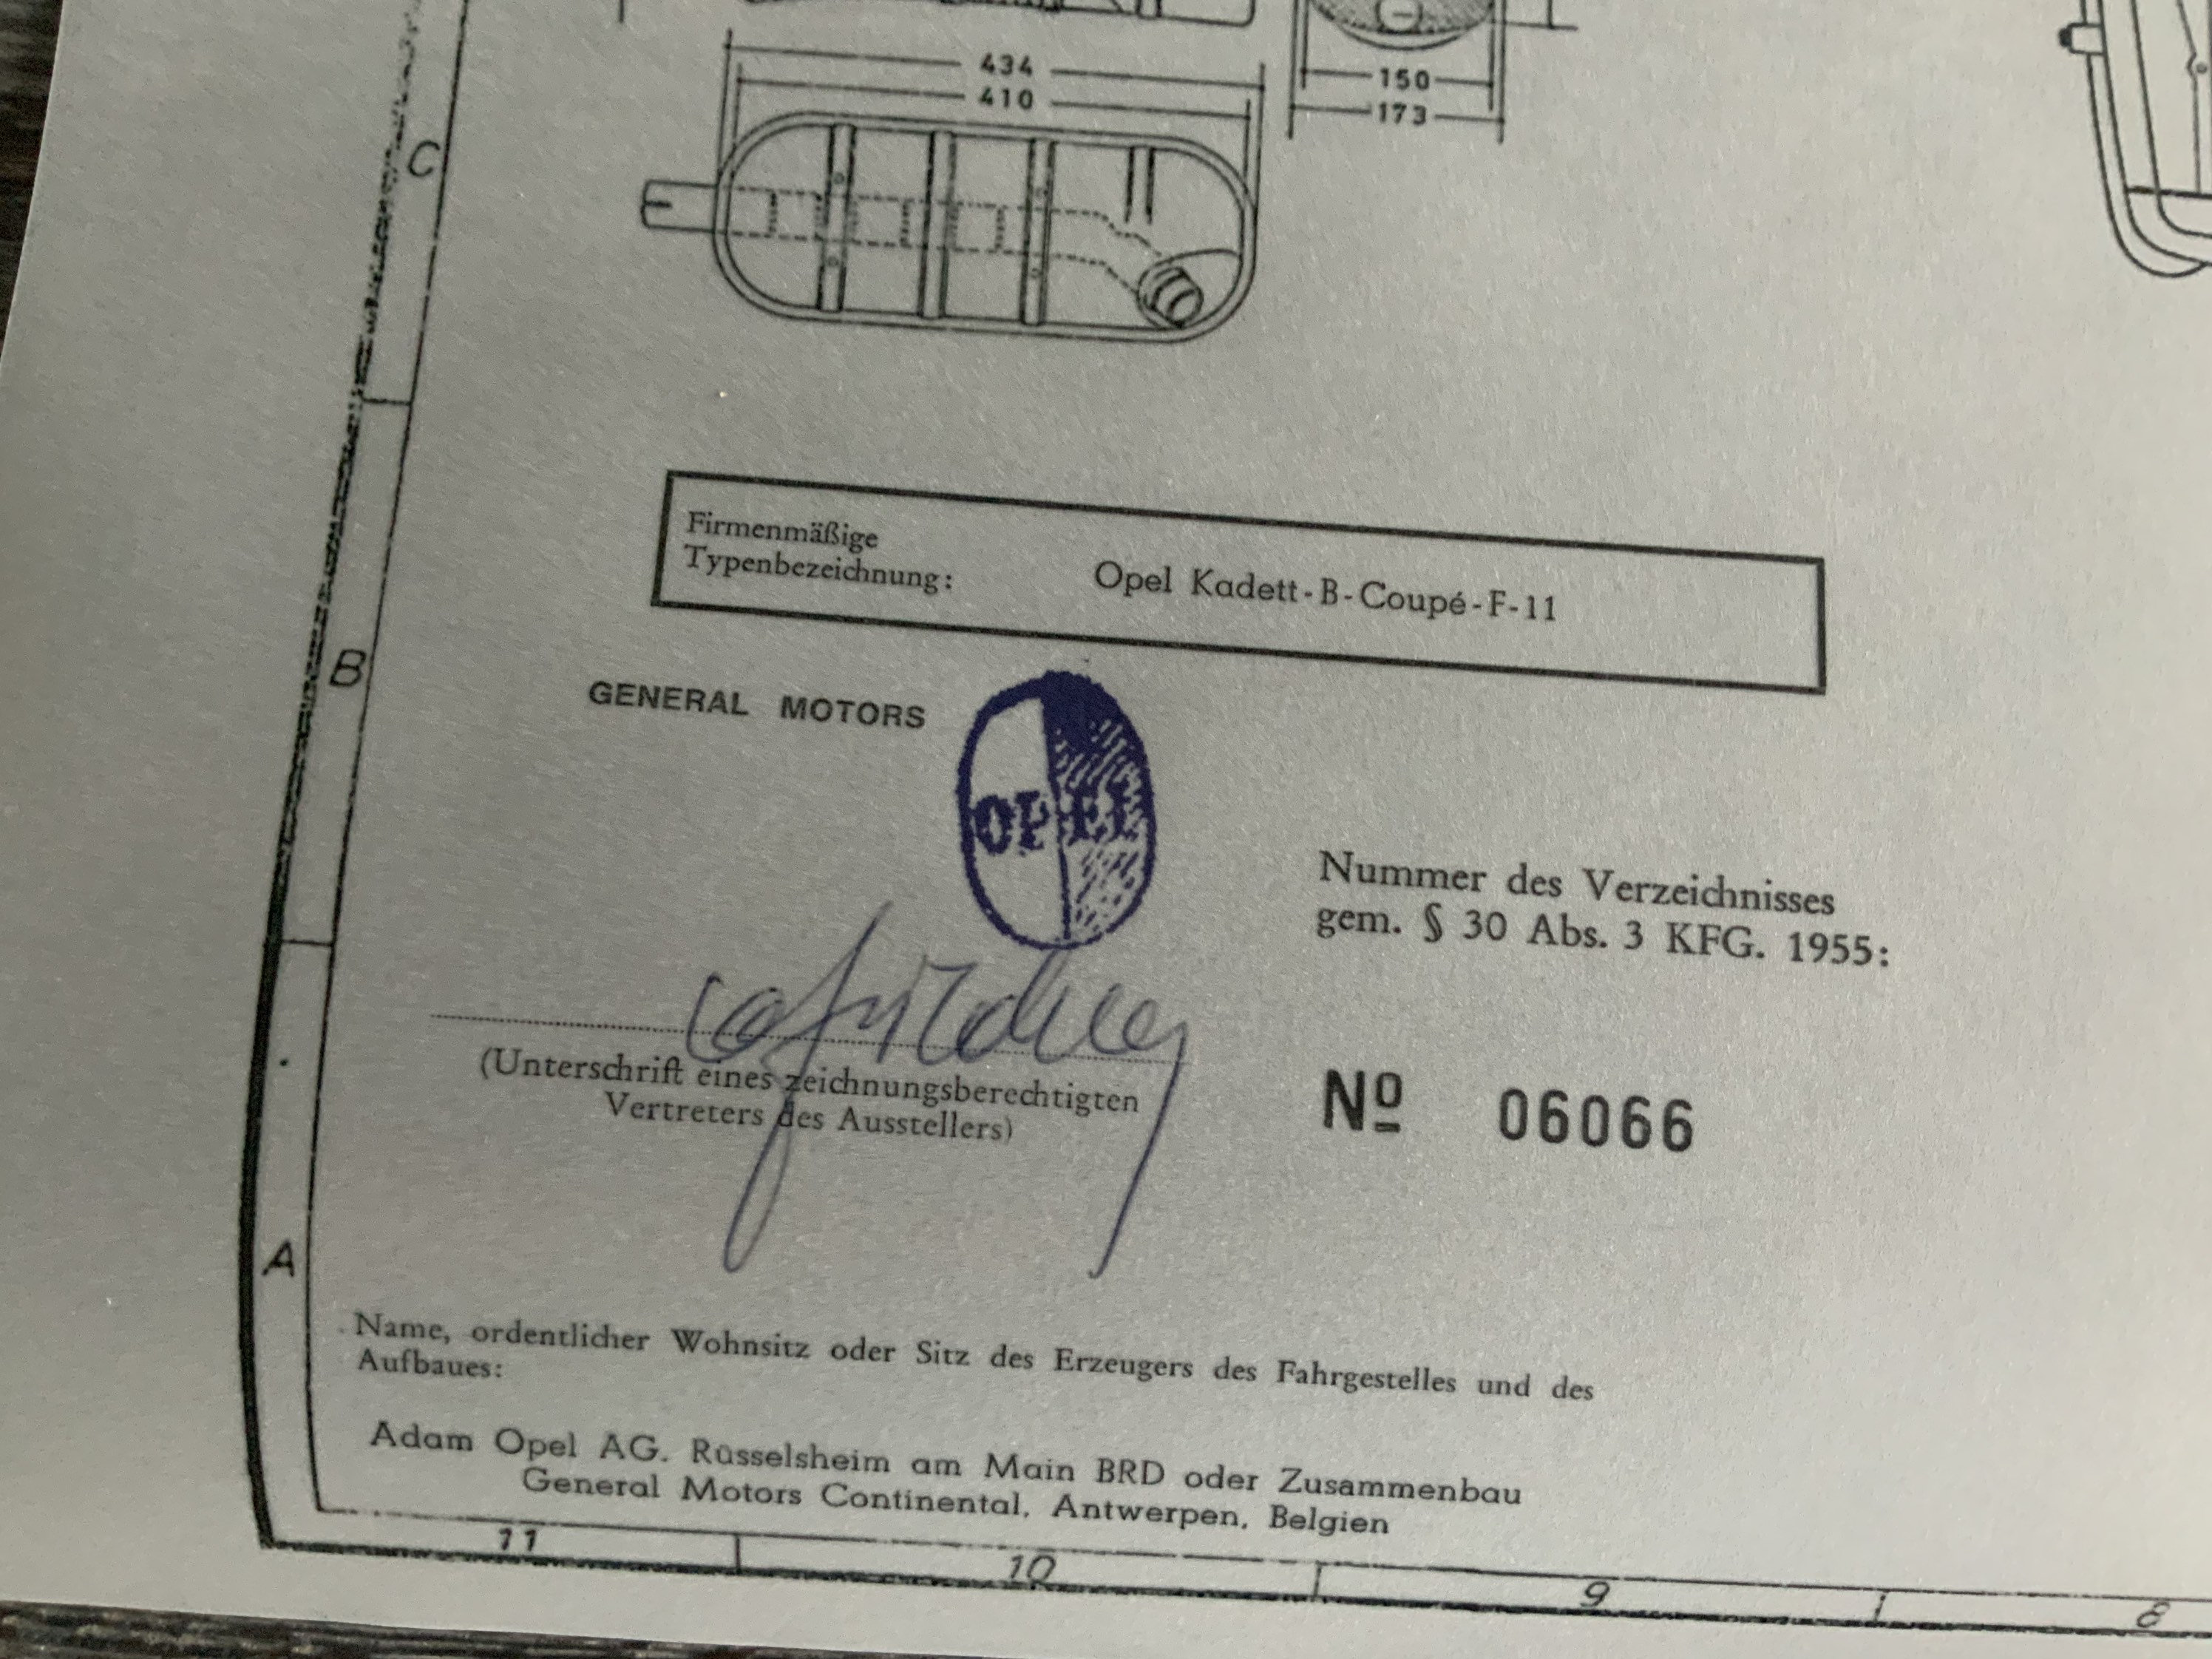 434
410
150
173
C
Firmenmäßige
Typenbezeichnung:
Opel Kadett-B-Coupé-F-11
B
GENERAL MOTORS
OPEL
Nummer des Verzeichnisses
gem. § 30 Abs. 3 KFG. 1955:
(Unterschrift eines zeichnungsberechtigten
Vertreters des Ausstellers)
Nº 06066
A
Name, ordentlicher Wohnsitz oder Sitz des Erzeugers des Fahrgestelles und des
Aufbaues:
Adam Opel AG. Rüsselsheim am Main BRD oder Zusammenbau
General Motors Continental, Antwerpen, Belgien
11
10
9
8